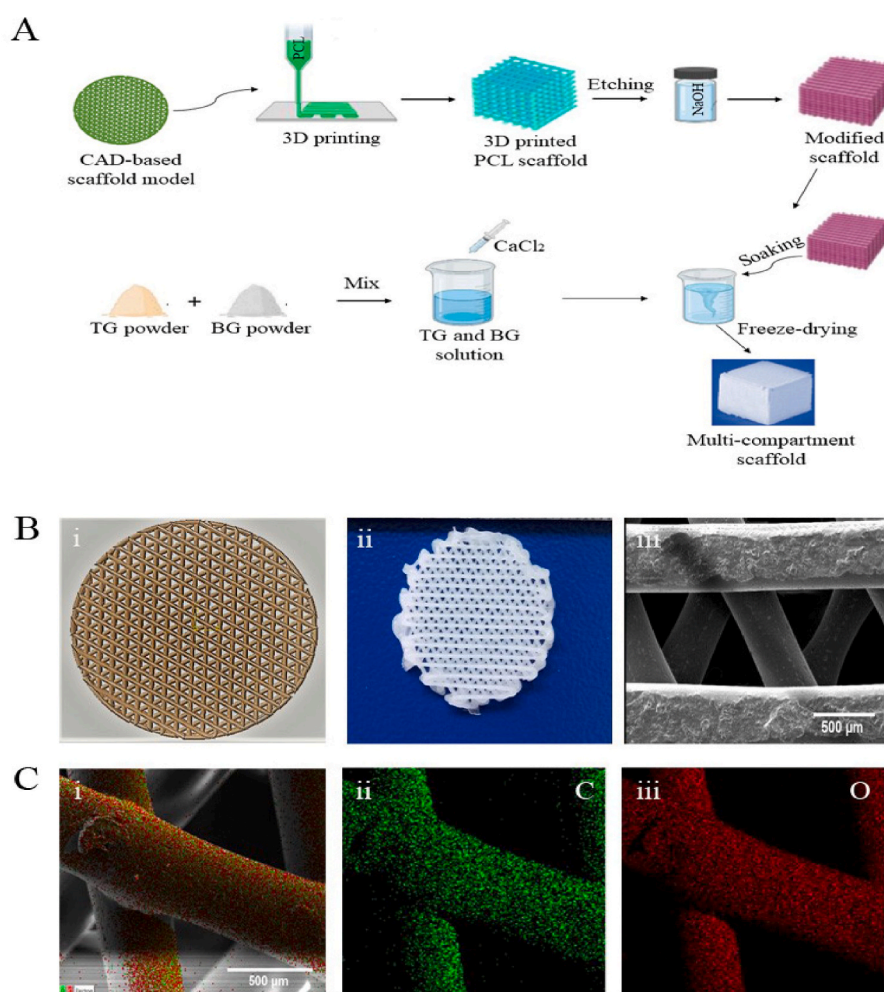 A
PCL
CAD-based
scaffold model
3D printing
3D printed
PCL scaffold
Etching
NaOH
Modified
scaffold
TG powder
+
BG powder
Mix
CaCl₂
TG and BG
solution
Soaking
Freeze-drying
Multi-compartment
scaffold
B
i
ii
iii
500 µm
C
i
500 µm
ii
C
iii
O